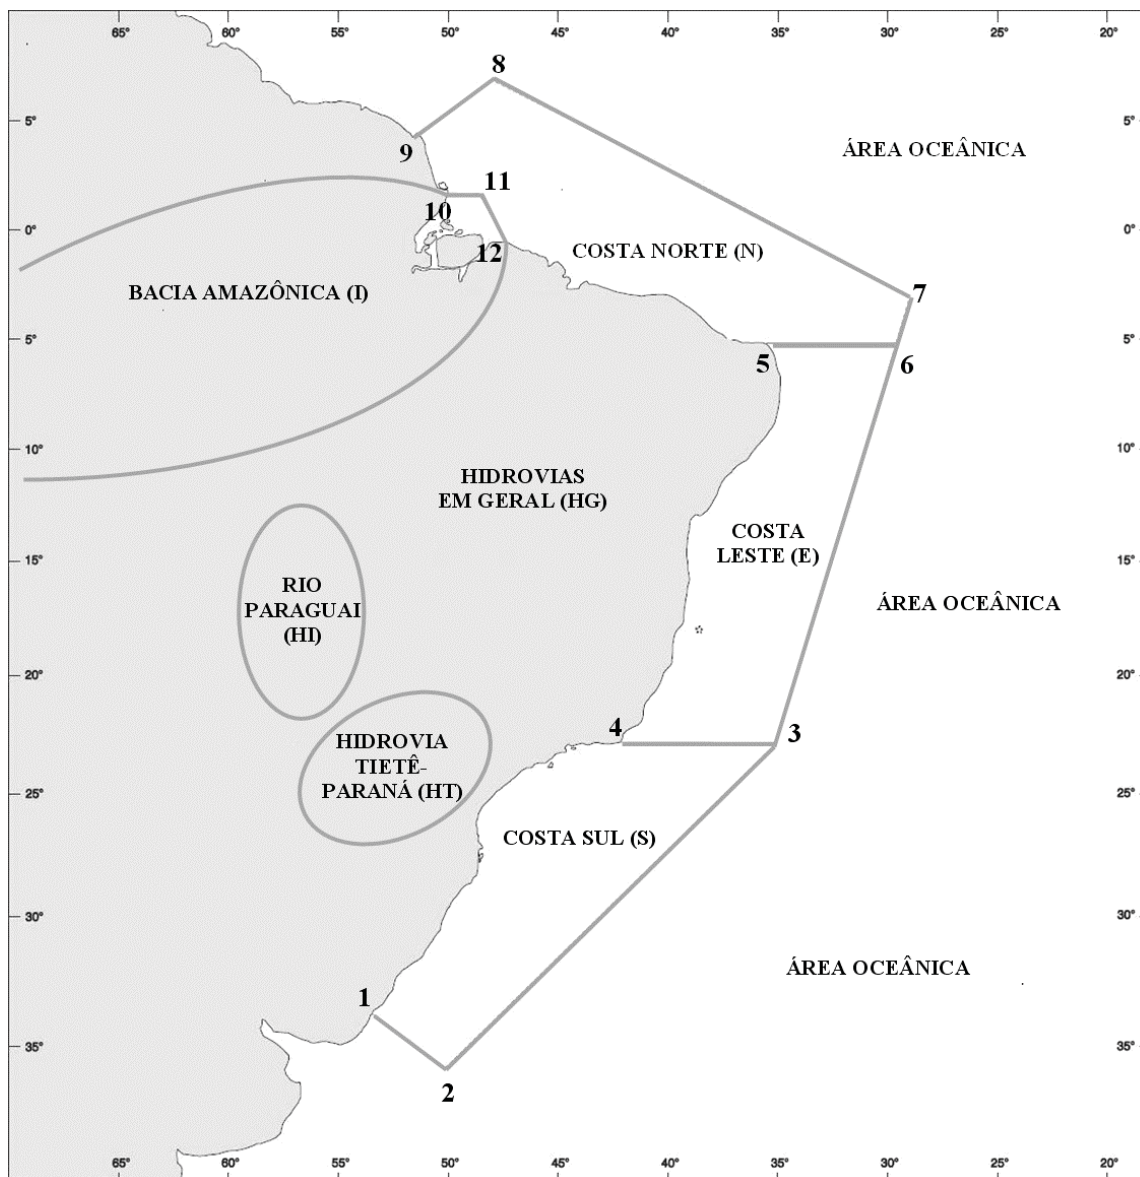 65° 60° 55° 50° 45° 40° 35° 30° 25° 20°
8
5° 5°
9
ÁREA OCEÂNICA
11
10
0° 0°
12
COSTA NORTE (N)
BACIA AMAZÔNICA (I)
7
5° 5°
5
6
10° 10°
HIDROVIAS
EM GERAL (HG)
COSTA
LESTE (E)
15° 15°
RIO
PARAGUAI
(HI)
ÁREA OCEÂNICA
20° 20°
4
3
HIDROVIA
TIETÊ-
PARANÁ (HT)
25° 25°
COSTA SUL (S)
30° 30°
ÁREA OCEÂNICA
1
35° 35°
2
65° 60° 55° 50° 45° 40° 35° 30° 25° 20°